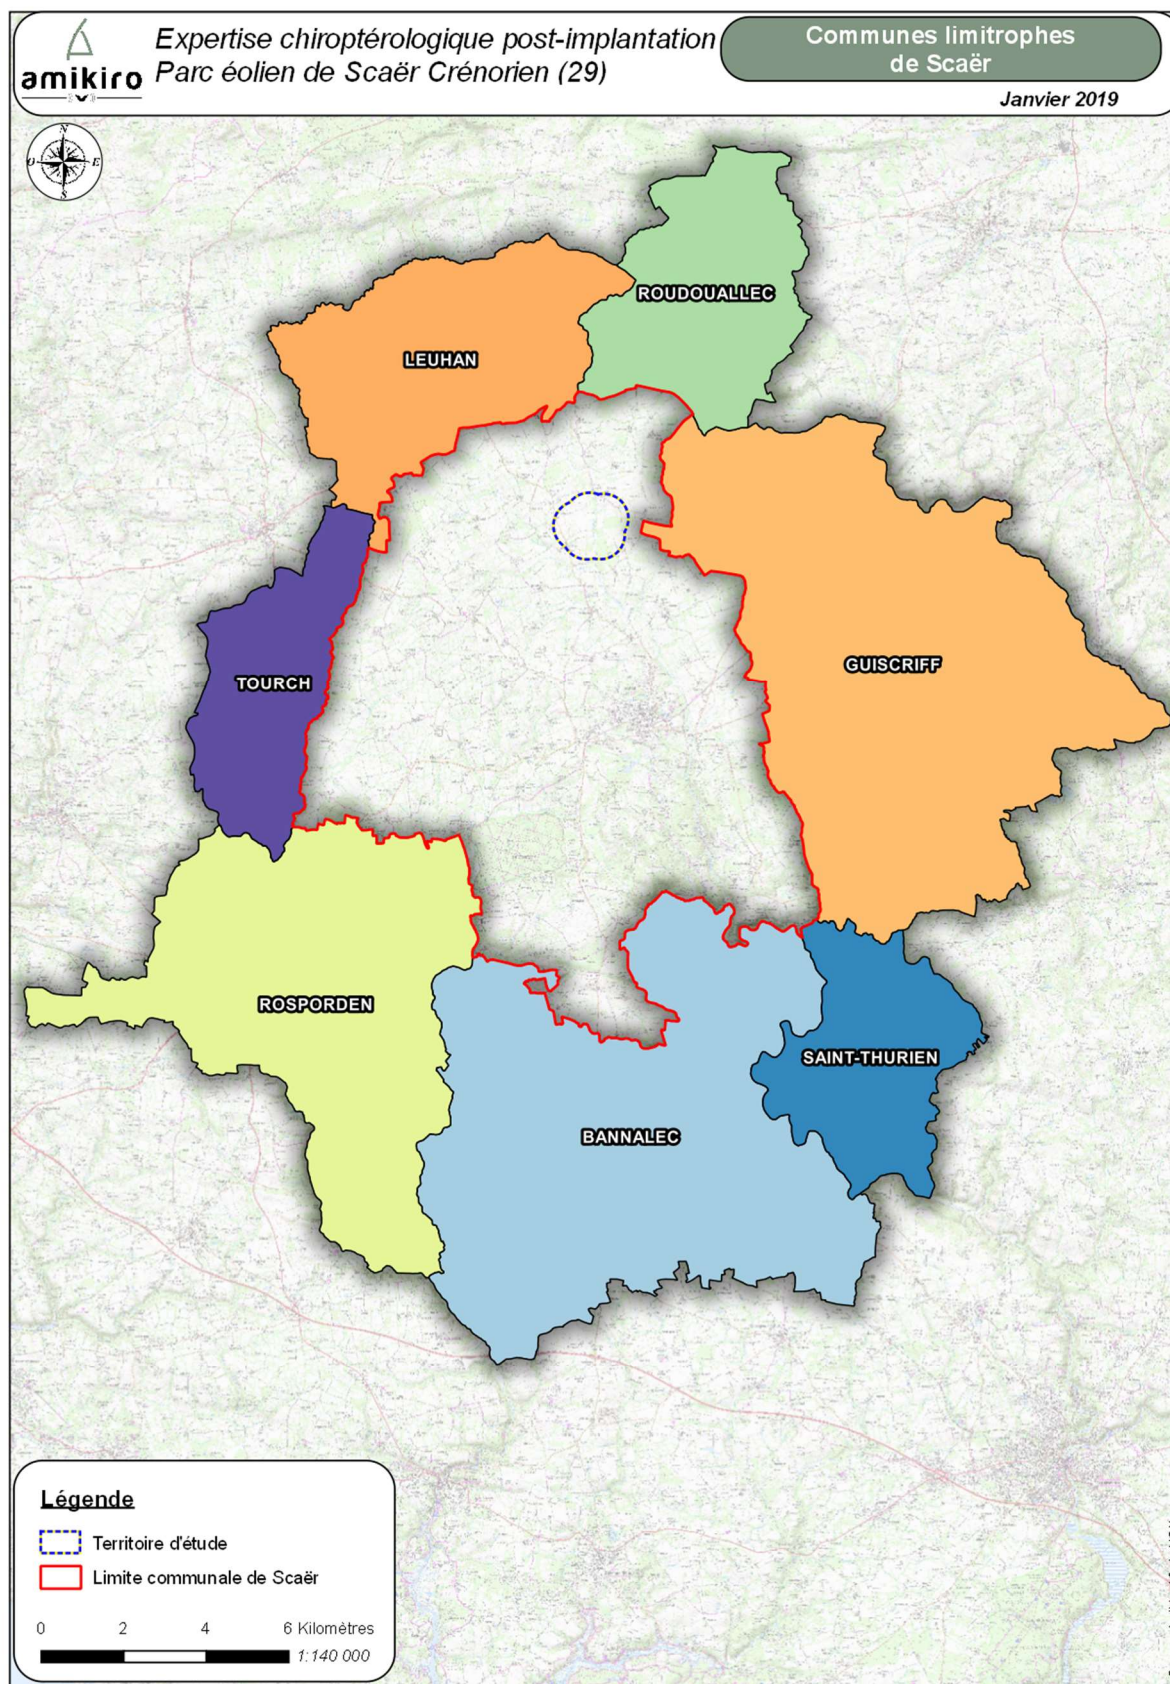 amikiro
Expertise chiroptérologique post-implantation
Parc éolien de Scaër Crénorien (29)
Communes limitrophes
de Scaër
Janvier 2019
N
O
E
S
ROUDOUALLEC
LEUHAN
GUISCRIFF
TOURCH
ROSPORDEN
SAINT-THURIEN
BANNALEC
Légende
Territoire d'étude
Limite communale de Scaër
0 2 4 6 Kilomètres
1:140 000